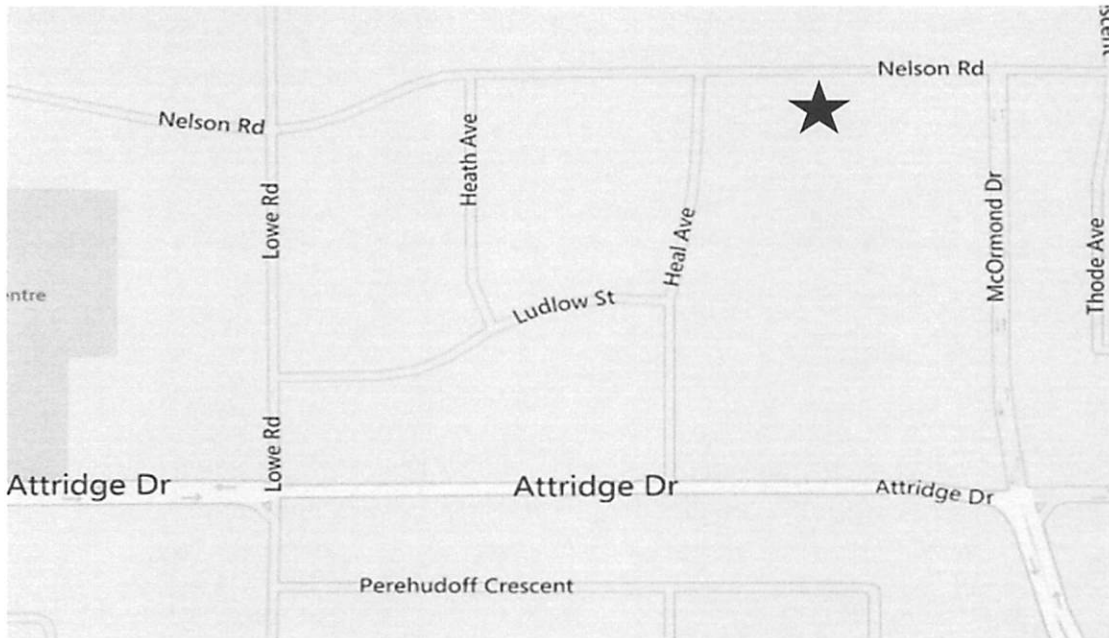 Nelson Rd
Nelson Rd
Heath Ave
Lowe Rd
McOrmond Dr
Heal Ave
Thode Ave
entre
Ludlow St
Lowe Rd
Attridge Dr
Attridge Dr
Attridge Dr
Perehudoff Crescent